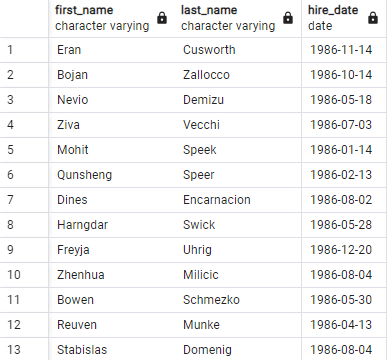 first_name last_name hire_date
character varying character varying date
1 Eran Cusworth 1986-11-14
2 Bojan Zallocco 1986-10-14
3 Nevio Demizu 1986-05-18
4 Ziva Vecchi 1986-07-03
5 Mohit Speek 1986-01-14
6 Qunsheng Speer 1986-02-13
7 Dines Encarnacion 1986-08-02
8 Harngdar Swick 1986-05-28
9 Freyja Uhrig 1986-12-20
10 Zhenhua Milicic 1986-08-04
11 Bowen Schmezko 1986-05-30
12 Reuven Munke 1986-04-13
13 Stabislas Domenig 1986-08-04